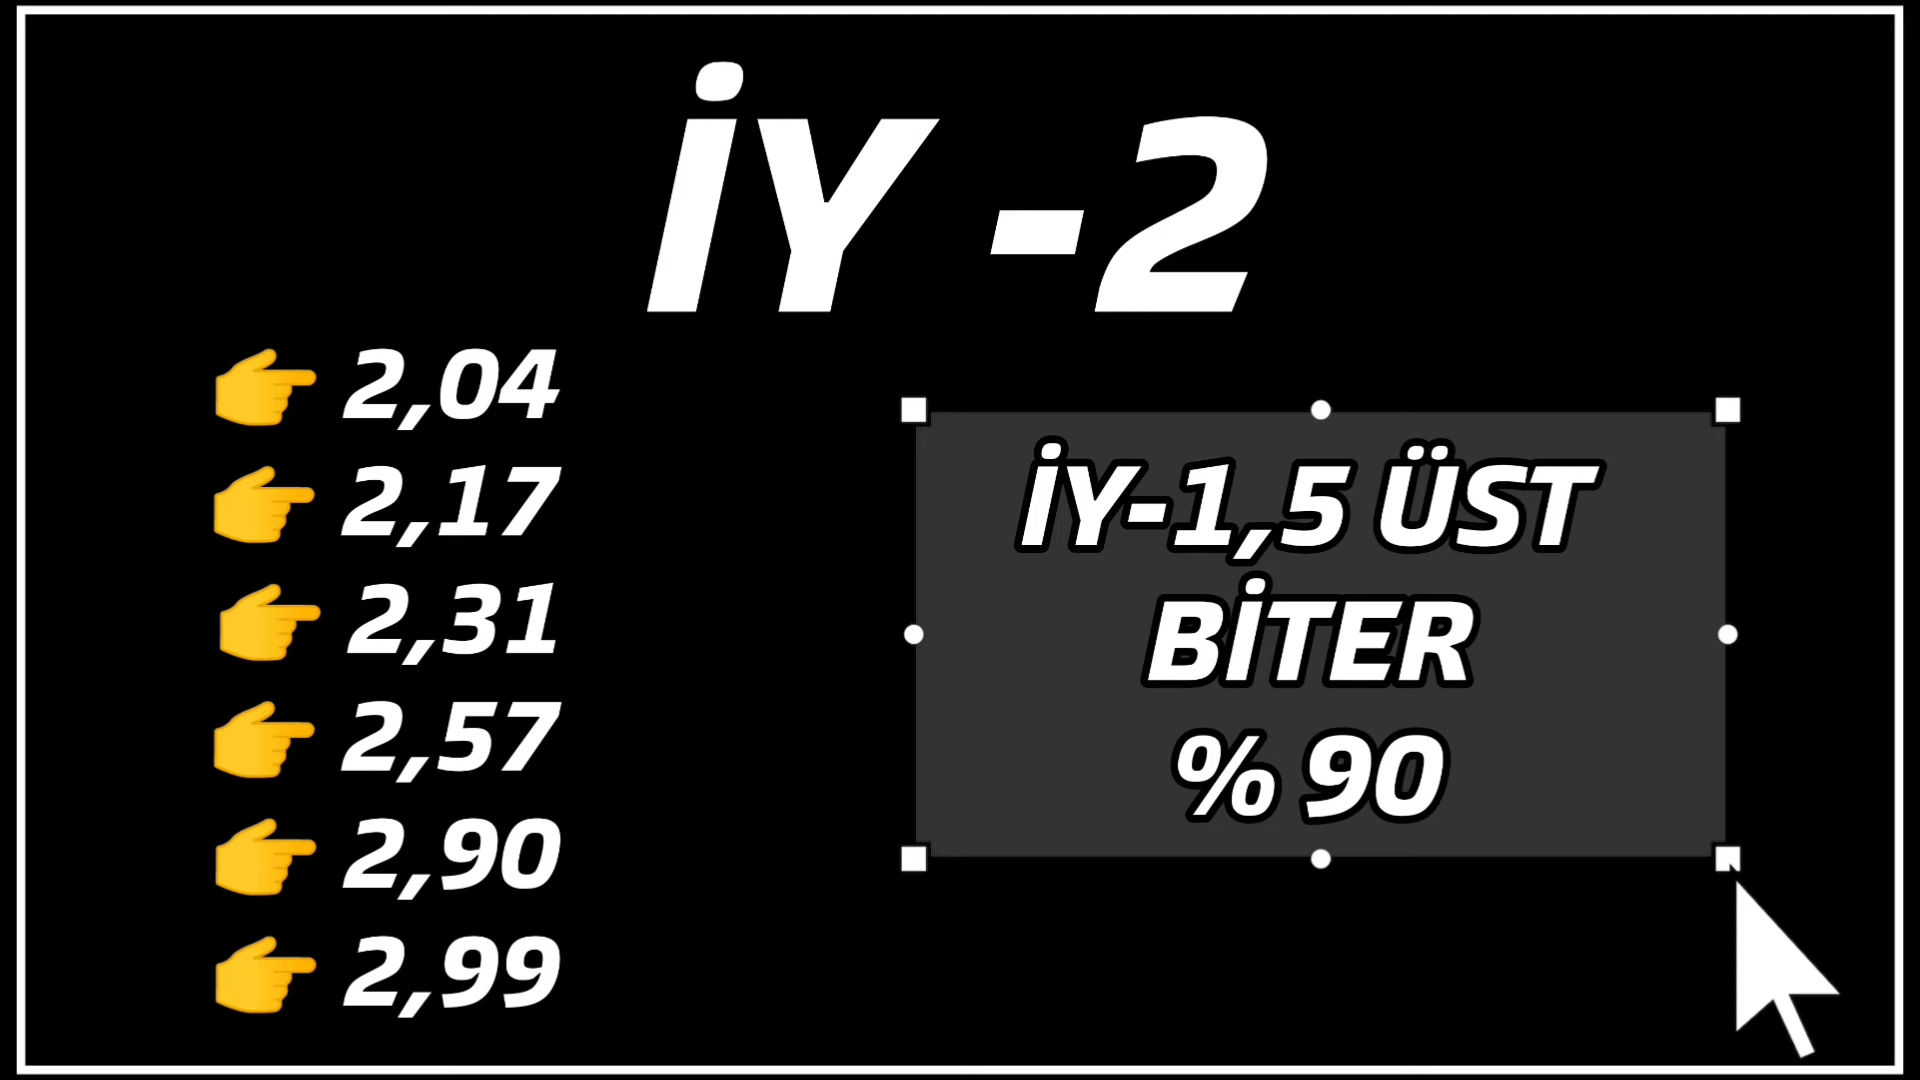 İY -2
👉 2,04
👉 2,17
👉 2,31
👉 2,57
👉 2,90
👉 2,99
İY-1,5 ÜST
BİTER
% 90